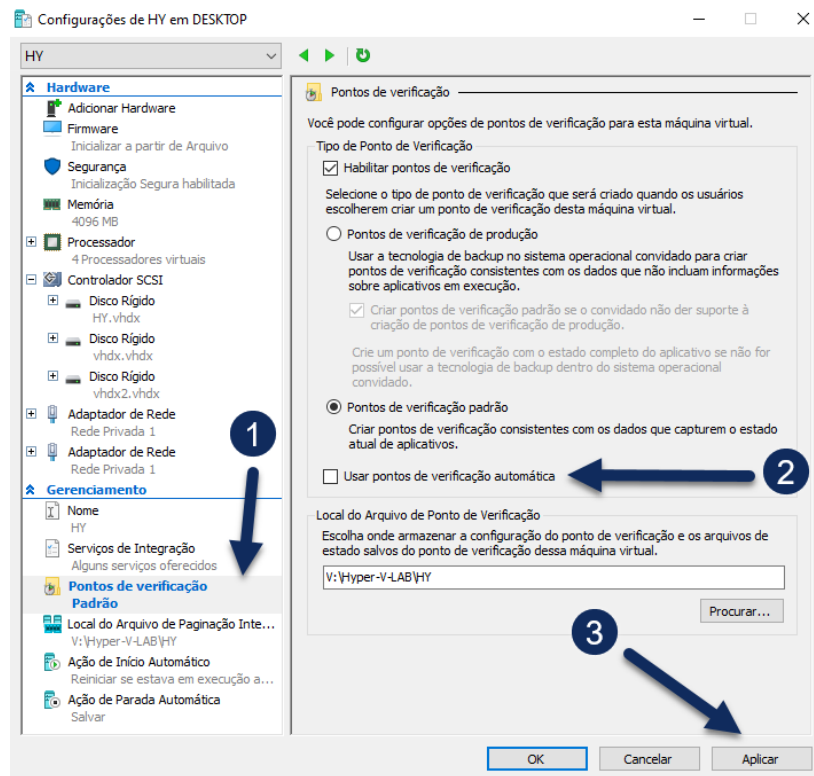 Configurações de HY em DESKTOP
HY
Hardware
Adicionar Hardware
Firmware
Inicializar a partir de Arquivo
Segurança
Inicialização Segura habilitada
Memória
4096 MB
Processador
4 Processadores virtuais
Controlador SCSI
Disco Rígido
HY.vhdx
Disco Rígido
vhdx.vhdx
Disco Rígido
vhdx2.vhdx
Adaptador de Rede
Rede Privada 1
Adaptador de Rede
Rede Privada 1
1
Gerenciamento
Nome
HY
Serviços de Integração
Alguns serviços oferecidos
Pontos de verificação
Padrão
Local do Arquivo de Paginação Inte...
V:\Hyper-V-LAB\HY
Ação de Início Automático
Reiniciar se estava em execução a...
Ação de Parada Automática
Salvar
Pontos de verificação
Você pode configurar opções de pontos de verificação para esta máquina virtual.
Tipo de Ponto de Verificação
Habilitar pontos de verificação
Selecione o tipo de ponto de verificação que será criado quando os usuários
escolherem criar um ponto de verificação desta máquina virtual.
Pontos de verificação de produção
Usar a tecnologia de backup no sistema operacional convidado para criar
pontos de verificação consistentes com os dados que não incluam informações
sobre aplicativos em execução.
Criar pontos de verificação padrão se o convidado não der suporte à
criação de pontos de verificação de produção.
Crie um ponto de verificação com o estado completo do aplicativo se não for
possível usar a tecnologia de backup dentro do sistema operacional
convidado.
Pontos de verificação padrão
Criar pontos de verificação consistentes com os dados que capturem o estado
atual de aplicativos.
Usar pontos de verificação automática
2
Local do Arquivo de Ponto de Verificação
Escolha onde armazenar a configuração do ponto de verificação e os arquivos de
estado salvos do ponto de verificação dessa máquina virtual.
V:\Hyper-V-LAB\HY
Procurar...
3
OK
Cancelar
Aplicar